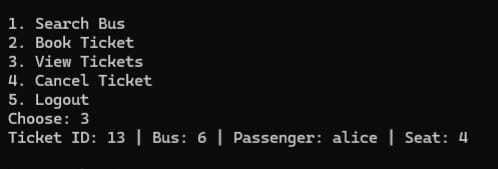 1. Search Bus
2. Book Ticket
3. View Tickets
4. Cancel Ticket
5. Logout
Choose: 3
Ticket ID: 13 | Bus: 6 | Passenger: alice | Seat: 4